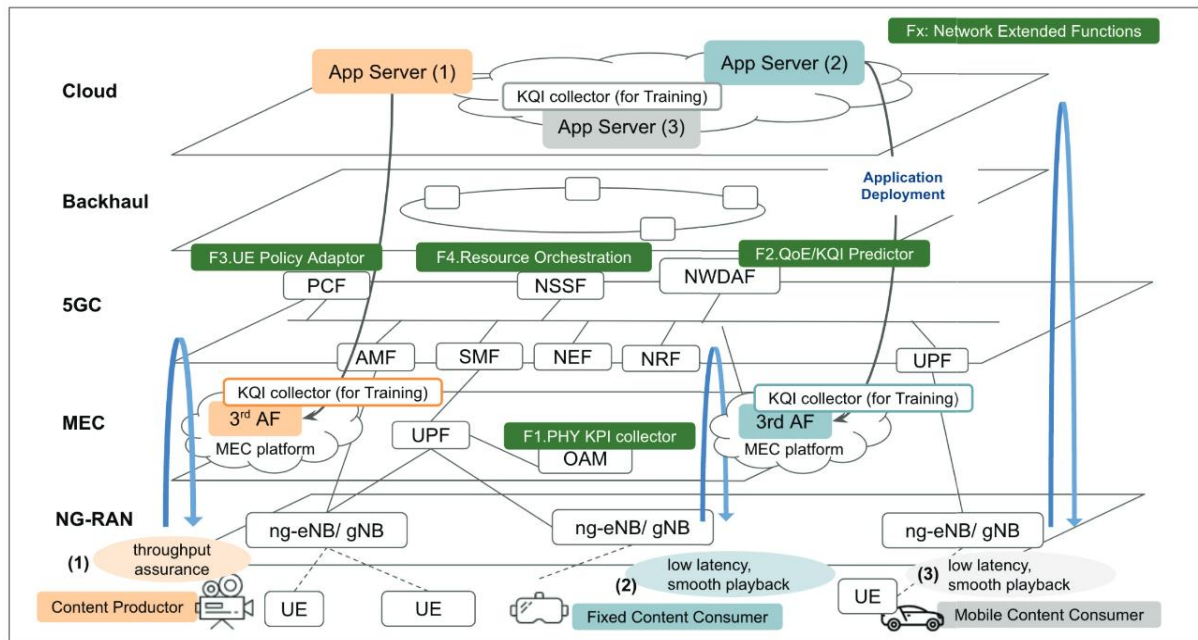 Fx: Network Extended Functions
App Server (1)
App Server (2)
Cloud
KQI collector (for Training)
App Server (3)
Application
Deployment
Backhaul
F3.UE Policy Adaptor
F4.Resource Orchestration
F2.QoE/KQI Predictor
PCF
NSSF
NWDAF
5GC
AMF
SMF
NEF
NRF
UPF
KQI collector (for Training)
KQI collector (for Training)
3rd AF
3rd AF
MEC
UPF
F1.PHY KPI collector
MEC platform
OAM
MEC platform
NG-RAN
ng-eNB/ gNB
ng-eNB/ gNB
ng-eNB/ gNB
(1)
throughput
assurance
(2)
low latency,
smooth playback
(3)
low latency,
smooth playback
Content Productor
UE
UE
Fixed Content Consumer
UE
Mobile Content Consumer